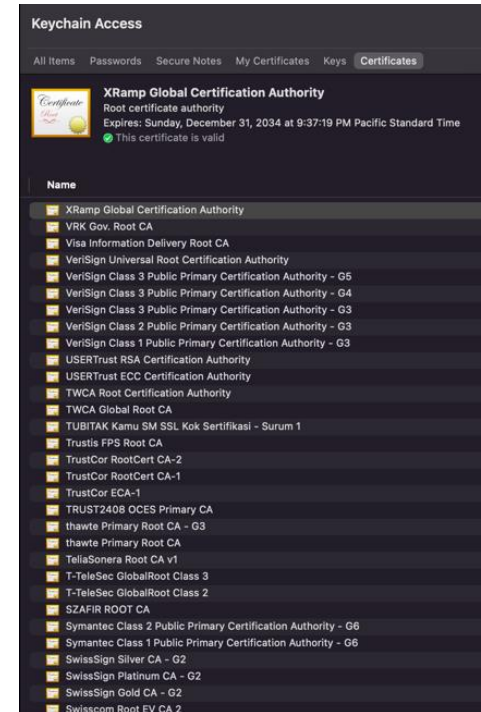 Keychain Access
All Items Passwords Secure Notes My Certificates Keys Certificates
Certificate
Root
XRamp Global Certification Authority
Root certificate authority
Expires: Sunday, December 31, 2034 at 9:37:19 PM Pacific Standard Time
This certificate is valid
Name
XRamp Global Certification Authority
VRK Gov. Root CA
Visa Information Delivery Root CA
VeriSign Universal Root Certification Authority
VeriSign Class 3 Public Primary Certification Authority - G5
VeriSign Class 3 Public Primary Certification Authority - G4
VeriSign Class 3 Public Primary Certification Authority - G3
VeriSign Class 2 Public Primary Certification Authority - G3
VeriSign Class 1 Public Primary Certification Authority - G3
USERTrust RSA Certification Authority
USERTrust ECC Certification Authority
TWCA Root Certification Authority
TWCA Global Root CA
TUBITAK Kamu SM SSL Kok Sertifikasi - Surum 1
Trustis FPS Root CA
TrustCor RootCert CA-2
TrustCor RootCert CA-1
TrustCor ECA-1
TRUST2408 OCES Primary CA
thawte Primary Root CA - G3
thawte Primary Root CA
TeliaSonera Root CA v1
T-TeleSec GlobalRoot Class 3
T-TeleSec GlobalRoot Class 2
SZAFIR ROOT CA
Symantec Class 2 Public Primary Certification Authority - G6
Symantec Class 1 Public Primary Certification Authority - G6
SwissSign Silver CA - G2
SwissSign Platinum CA - G2
SwissSign Gold CA - G2
Swisscom Root EV CA 2